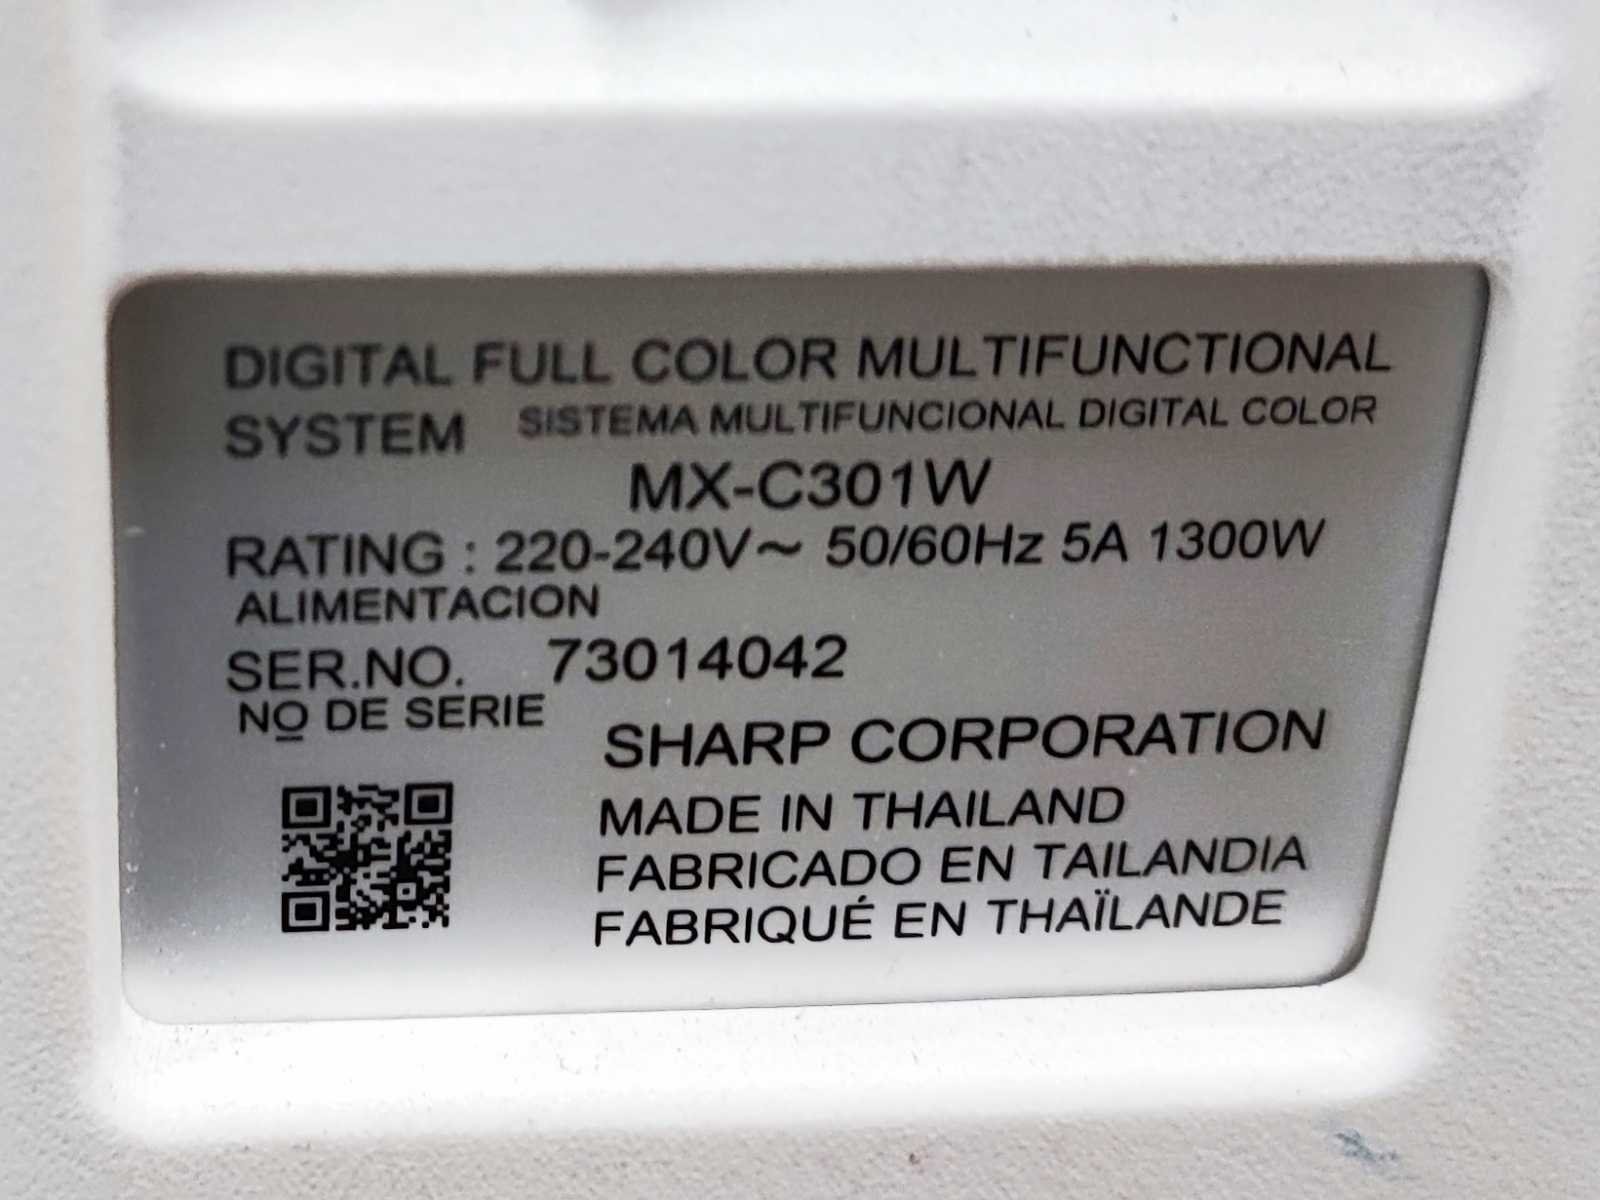 DIGITAL FULL COLOR MULTIFUNCTIONAL
SYSTEM SISTEMA MULTIFUNCIONAL DIGITAL COLOR
MX-C301W
RATING : 220-240V~ 50/60Hz 5A 1300W
ALIMENTACION
SER.NO. 73014042
NO DE SERIE
SHARP CORPORATION
MADE IN THAILAND
FABRICADO EN TAILANDIA
FABRIQUÉ EN THAÏLANDE